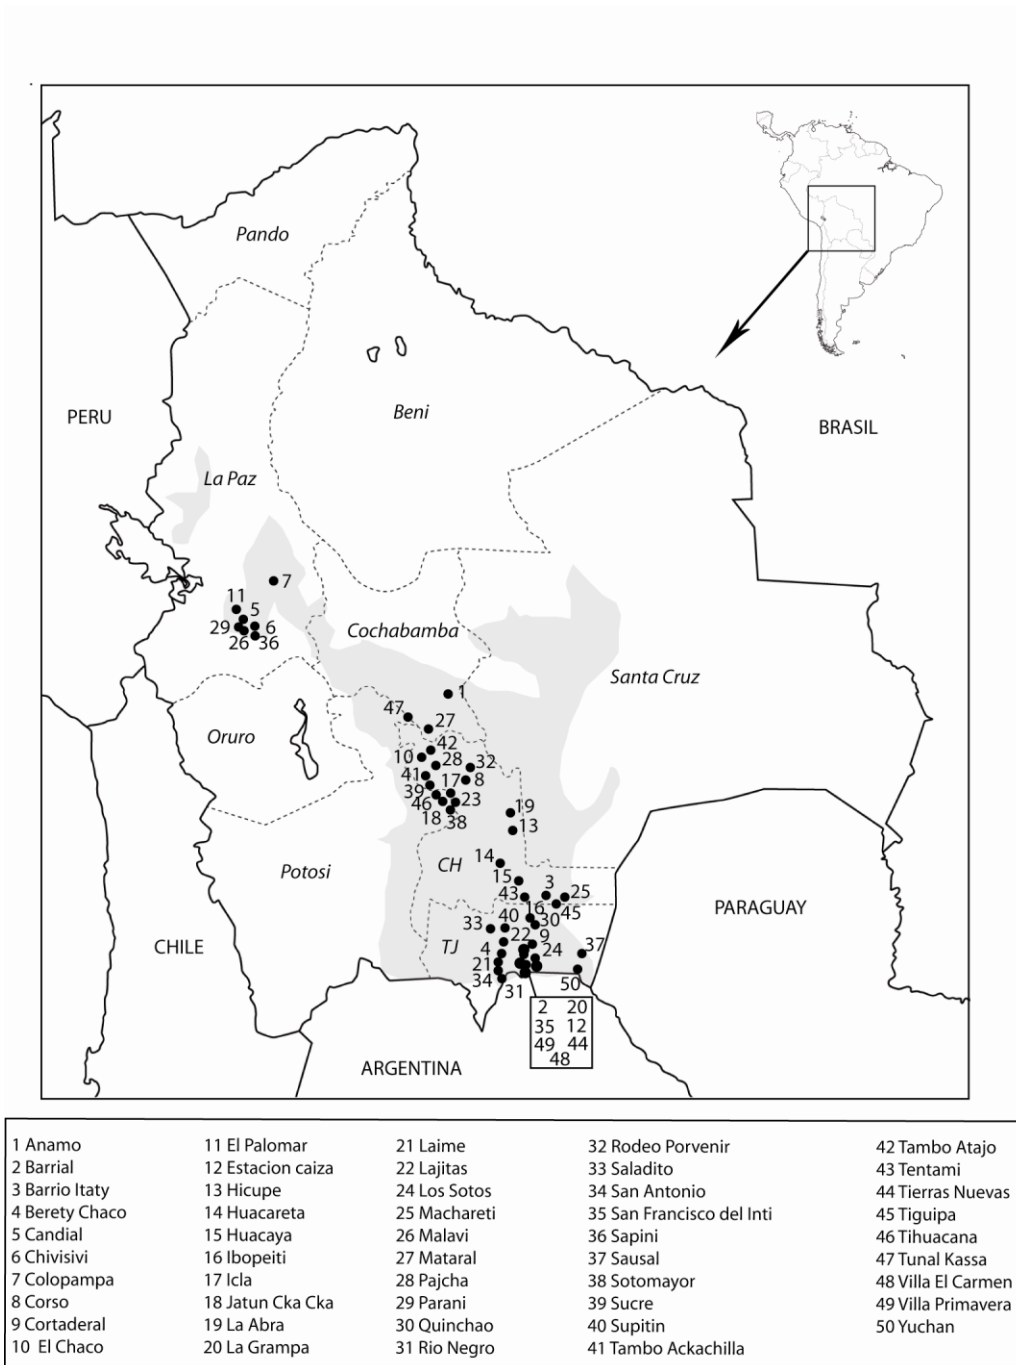 Pando
PERU
Beni
BRASIL
La Paz
7
11
5
29
6
26
36
Cochabamba
Santa Cruz
1
47
27
Oruro
42
10
28
32
41
17
8
39
46
23
18
38
19
13
CH
14
Potosi
15
3
43
25
16
45
PARAGUAY
33
40
30
TJ
22
9
4
24
37
21
34
31
50
CHILE
2 20
35 12
49 44
48
ARGENTINA
1 Anamo
2 Barrial
3 Barrio Itaty
4 Berety Chaco
5 Candial
6 Chivisivi
7 Colopampa
8 Corso
9 Cortaderal
10 El Chaco
11 El Palomar
12 Estacion caiza
13 Hicupe
14 Huacareta
15 Huacaya
16 Ibopeiti
17 Icla
18 Jatun Cka Cka
19 La Abra
20 La Grampa
21 Laime
22 Lajitas
24 Los Sotos
25 Machareti
26 Malavi
27 Mataral
28 Pajcha
29 Parani
30 Quinchao
31 Rio Negro
32 Rodeo Porvenir
33 Saladito
34 San Antonio
35 San Francisco del Inti
36 Sapini
37 Sausal
38 Sotomayor
39 Sucre
40 Supitin
41 Tambo Ackachilla
42 Tambo Atajo
43 Tentami
44 Tierras Nuevas
45 Tiguipa
46 Tihuacana
47 Tunal Kassa
48 Villa El Carmen
49 Villa Primavera
50 Yuchan